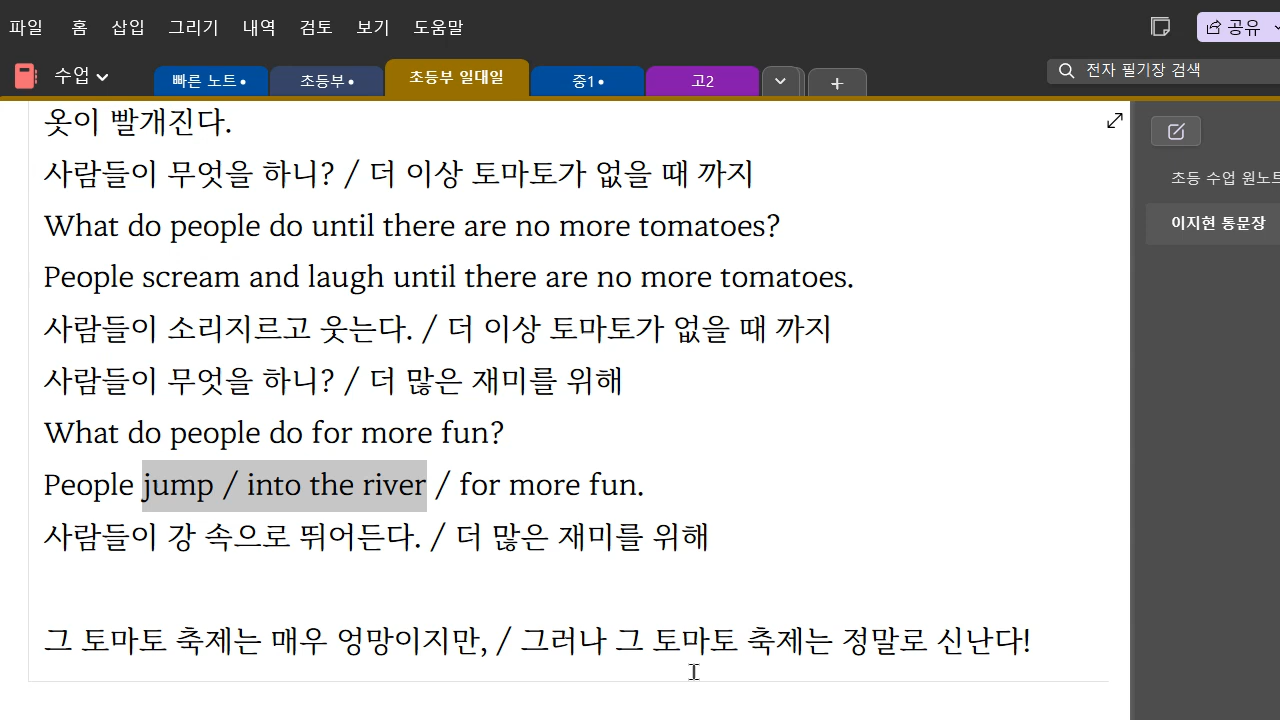 파일 홈 삽입 그리기 내역 검토 보기 도움말 공유
수업 빠른 노트 초등부 초등부 일대일 중1 고2 + 전자 필기장 검색
옷이 빨개진다.
사람들이 무엇을 하니? / 더 이상 토마토가 없을 때 까지
What do people do until there are no more tomatoes?
People scream and laugh until there are no more tomatoes.
사람들이 소리지르고 웃는다. / 더 이상 토마토가 없을 때 까지
사람들이 무엇을 하니? / 더 많은 재미를 위해
What do people do for more fun?
People jump / into the river / for more fun.
사람들이 강 속으로 뛰어든다. / 더 많은 재미를 위해
그 토마토 축제는 매우 엉망이지만, / 그러나 그 토마토 축제는 정말로 신난다!
초등 수업 원노트
이지현 통문장